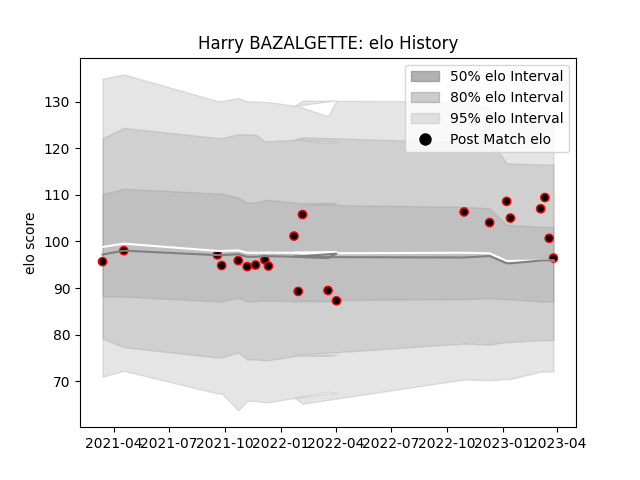 Harry BAZALGETTE: elo History
50% elo Interval
80% elo Interval
95% elo Interval
Post Match elo
elo score
130
120
110
100
90
80
70
2021-04 2021-07 2021-10 2022-01 2022-04 2022-07 2022-10 2023-01 2023-04